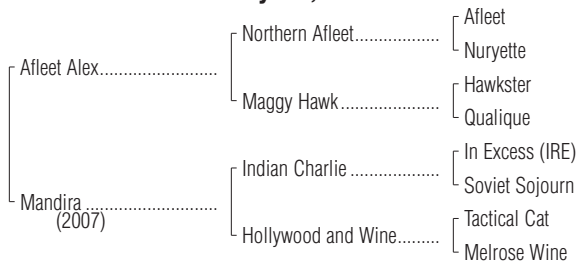 Afleet
Northern Afleet
Nuryette
Afleet Alex
Hawkster
Maggy Hawk
Qualique
In Excess (IRE)
Indian Charlie
Soviet Sojourn
Mandira
(2007)
Tactical Cat
Hollywood and Wine
Melrose Wine